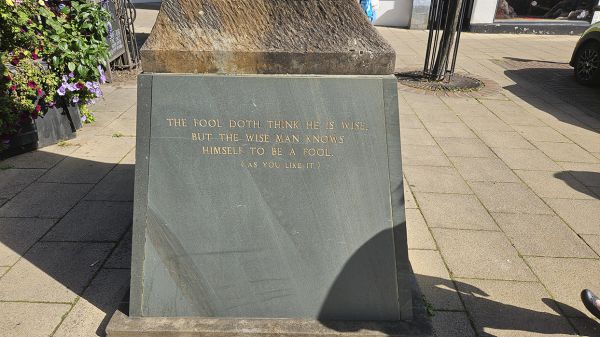 THE FOOL DOTH THINK HE IS WISE,
BUT THE WISE MAN KNOWS
HIMSELF TO BE A FOOL.
(AS YOU LIKE IT.)